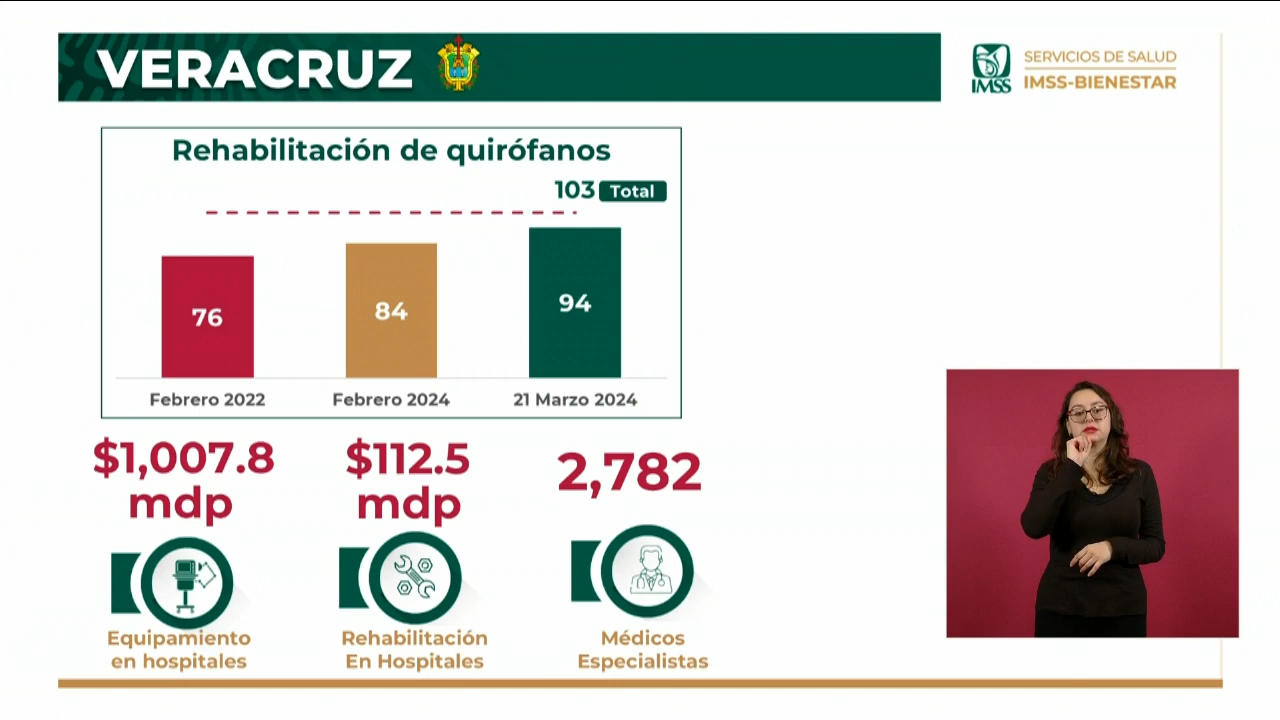 VERACRUZ
IMSS
SERVICIOS DE SALUD
IMSS-BIENESTAR
Rehabilitación de quirófanos
103 Total
76
84
94
Febrero 2022
Febrero 2024
21 Marzo 2024
$1,007.8
mdp
$112.5
mdp
2,782
Equipamiento
en hospitales
Rehabilitación
En Hospitales
Médicos
Especialistas